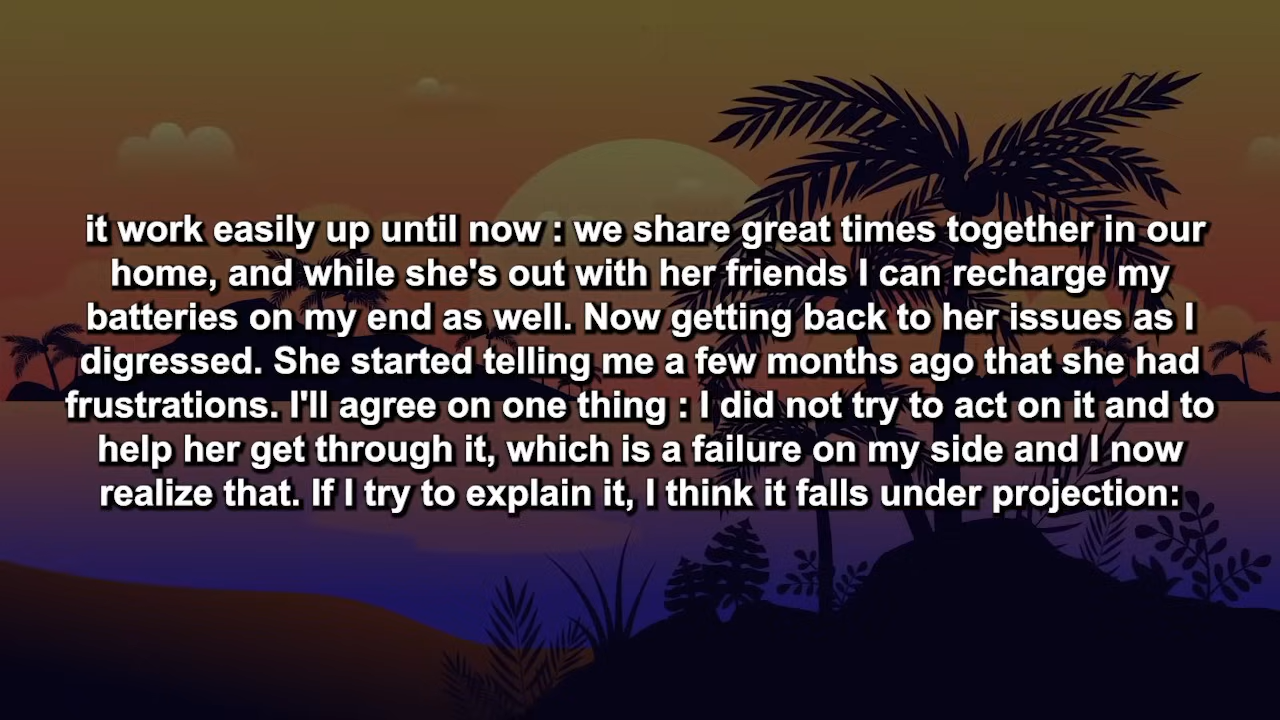 it work easily up until now : we share great times together in our
home, and while she's out with her friends I can recharge my
batteries on my end as well. Now getting back to her issues as I
digressed. She started telling me a few months ago that she had
frustrations. I'll agree on one thing : I did not try to act on it and to
help her get through it, which is a failure on my side and I now
realize that. If I try to explain it, I think it falls under projection: